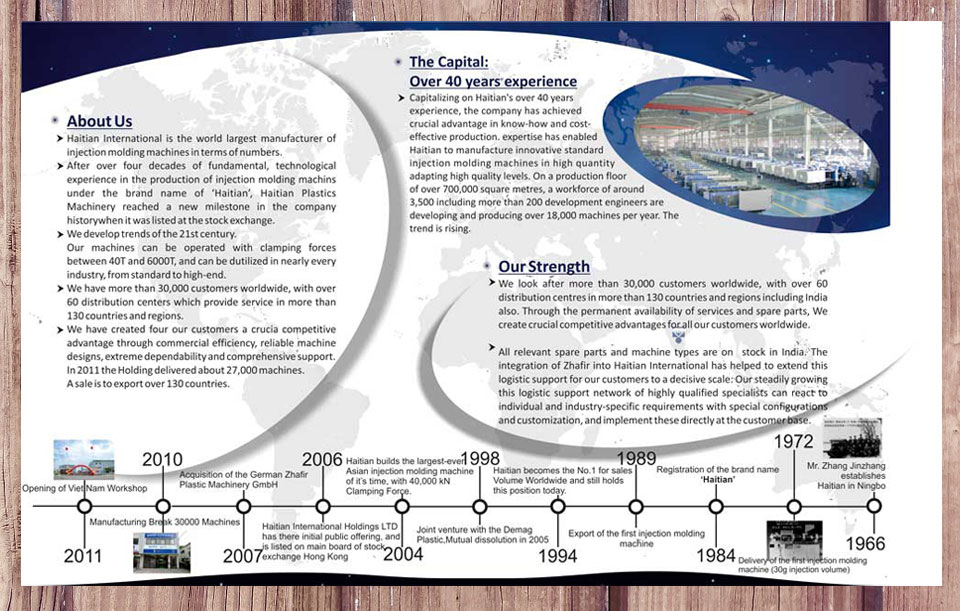 About Us
Haitian International is the world largest manufacturer of
injection molding machines in terms of numbers.
After over four decades of fundamental, technological
experience in the production of injection molding machins
under the brand name of ‘Haitian’, Haitian Plastics
Machinery reached a new milestone in the company
historywhen it was listed at the stock exchange.
We develop trends of the 21st century.
Our machines can be operated with clamping forces
between 40T and 6000T, and can be dutilized in nearly every
industry, from standard to high-end.
We have more than 30,000 customers worldwide, with over
60 distribution centers which provide service in more than
130 countries and regions.
We have created four our customers a crucia competitive
advantage through commercial efficiency, reliable machine
designs, extreme dependability and comprehensive support.
In 2011 the Holding delivered about 27,000 machines.
A sale is to export over 130 countries.
The Capital:
Over 40 years experience
Capitalizing on Haitian's over 40 years
experience, the company has achieved
crucial advantage in know-how and cost-
effective production. expertise has enabled
Haitian to manufacture innovative standard
injection molding machines in high quantity
adapting high quality levels. On a production floor
of over 700,000 square metres, a workforce of around
3,500 including more than 200 development engineers are
developing and producing over 18,000 machines per year. The
trend is rising.
Our Strength
We look after more than 30,000 customers worldwide, with over 60
distribution centres in more than 130 countries and regions including India
also. Through the permanent availability of services and spare parts, We
create crucial competitive advantages for all our customers worldwide.
All relevant spare parts and machine types are on stock in India. The
integration of Zhafir into Haitian International has helped to extend this
logistic support for our customers to a decisive scale: Our steadily growing
this logistic support network of highly qualified specialists can react to
individual and industry-specific requirements with special configurations
and customization, and implement these directly at the customer base.
Opening of Viet Nam Workshop
2011
2010
Manufacturing Break 30000 Machines
Acquisition of the German Zhafir
Plastic Machinery GmbH
2007
2006
Haitian International Holdings LTD
has there initial public offering, and
is listed on main board of stock
exchange Hong Kong
Haitian builds the largest-ever
Asian injection molding machine
of it's time, with 40,000 kN
Clamping Force.
2004
1998
Joint venture with the Demag
Plastic,Mutual dissolution in 2005
Haitian becomes the No.1 for sales
Volume Worldwide and still holds
this position today.
1994
1989
Export of the first injection molding
machine
Registration of the brand name
‘Haitian’
1984
1972
Delivery of the first injection molding
machine (30g injection volume)
Mr. Zhang Jinzhang
establishes
Haitian in Ningbo
1966